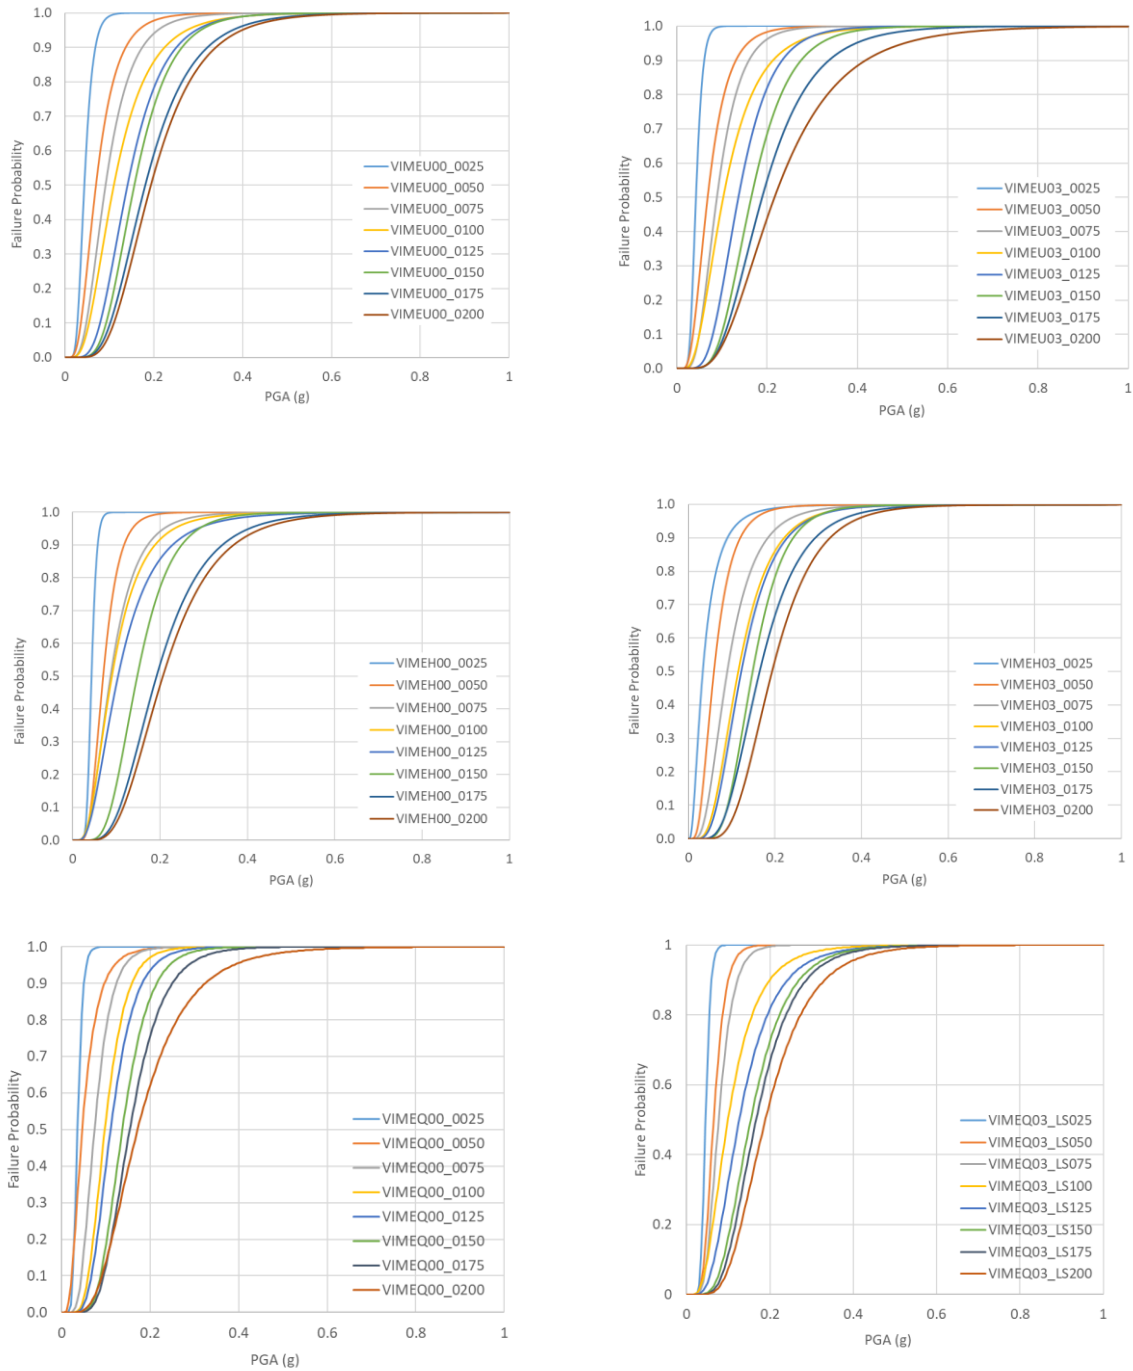 1.0
0.9
0.8
0.7
0.6
0.5
0.4
0.3
0.2
0.1
0.0
Failure Probability
VIMEU00_0025
VIMEU00_0050
VIMEU00_0075
VIMEU00_0100
VIMEU00_0125
VIMEU00_0150
VIMEU00_0175
VIMEU00_0200
0 0.2 0.4 0.6 0.8 1
PGA (g)
1.0
0.9
0.8
0.7
0.6
0.5
0.4
0.3
0.2
0.1
0.0
Failure Probability
VIMEU03_0025
VIMEU03_0050
VIMEU03_0075
VIMEU03_0100
VIMEU03_0125
VIMEU03_0150
VIMEU03_0175
VIMEU03_0200
0 0.2 0.4 0.6 0.8 1
PGA (g)
1.0
0.9
0.8
0.7
0.6
0.5
0.4
0.3
0.2
0.1
0.0
Failure Probability
VIMEH00_0025
VIMEH00_0050
VIMEH00_0075
VIMEH00_0100
VIMEH00_0125
VIMEH00_0150
VIMEH00_0175
VIMEH00_0200
0 0.2 0.4 0.6 0.8 1
PGA (g)
1.0
0.9
0.8
0.7
0.6
0.5
0.4
0.3
0.2
0.1
0.0
Failure Probability
VIMEH03_0025
VIMEH03_0050
VIMEH03_0075
VIMEH03_0100
VIMEH03_0125
VIMEH03_0150
VIMEH03_0175
VIMEH03_0200
0 0.2 0.4 0.6 0.8 1
PGA (g)
1.0
0.9
0.8
0.7
0.6
0.5
0.4
0.3
0.2
0.1
0.0
Failure Probability
VIMEQ00_0025
VIMEQ00_0050
VIMEQ00_0075
VIMEQ00_0100
VIMEQ00_0125
VIMEQ00_0150
VIMEQ00_0175
VIMEQ00_0200
0 0.2 0.4 0.6 0.8 1
PGA (g)
1
0.8
0.6
0.4
0.2
0
Failure Probability
VIMEQ03_LS025
VIMEQ03_LS050
VIMEQ03_LS075
VIMEQ03_LS100
VIMEQ03_LS125
VIMEQ03_LS150
VIMEQ03_LS175
VIMEQ03_LS200
0 0.2 0.4 0.6 0.8 1
PGA (g)